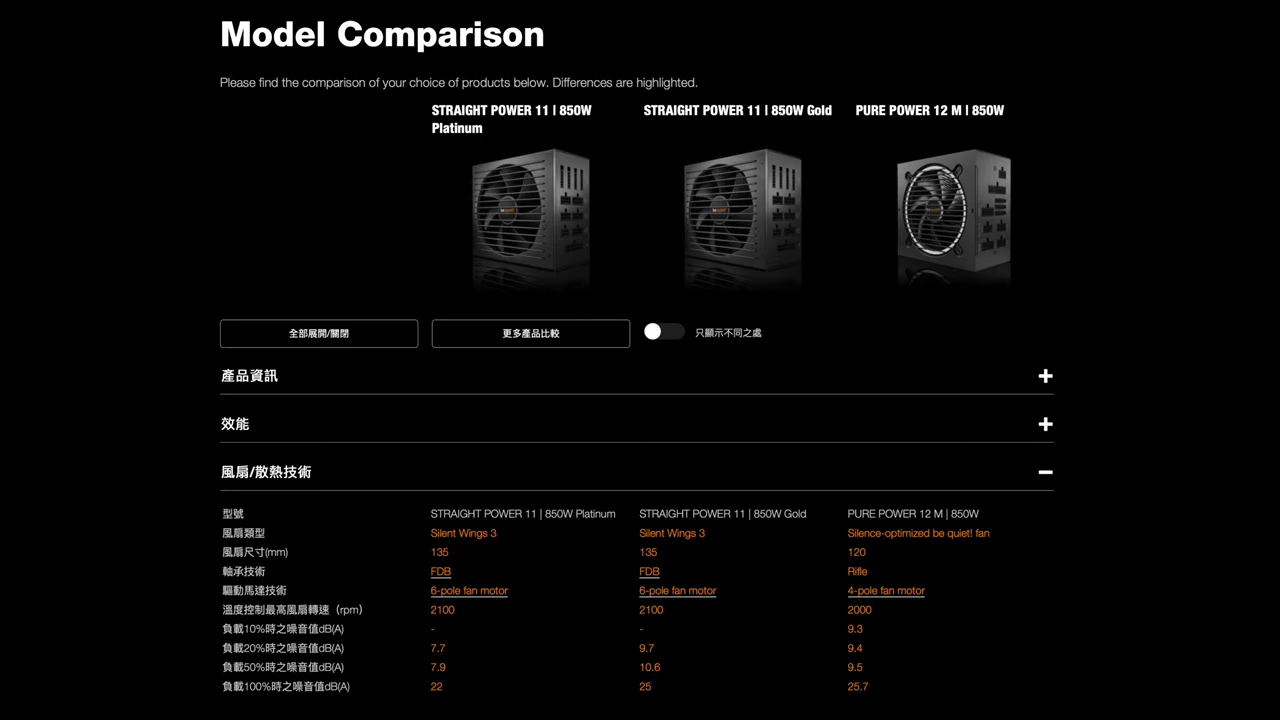 Model Comparison
Please find the comparison of your choice of products below. Differences are highlighted.
STRAIGHT POWER 11 | 850W Platinum
STRAIGHT POWER 11 | 850W Gold
PURE POWER 12 M | 850W
全部展開/關閉
更多產品比較
只顯示不同之處
產品資訊
效能
風扇/散熱技術
型號 STRAIGHT POWER 11 | 850W Platinum STRAIGHT POWER 11 | 850W Gold PURE POWER 12 M | 850W
風扇類型 Silent Wings 3 Silent Wings 3 Silence-optimized be quiet! fan
風扇尺寸(mm) 135 135 120
軸承技術 FDB FDB Rifle
驅動馬達技術 6-pole fan motor 6-pole fan motor 4-pole fan motor
溫度控制最高風扇轉速（rpm） 2100 2100 2000
負載10%時之噪音值dB(A) - - 9.3
負載20%時之噪音值dB(A) 7.7 9.7 9.4
負載50%時之噪音值dB(A) 7.9 10.6 9.5
負載100%時之噪音值dB(A) 22 25 25.7